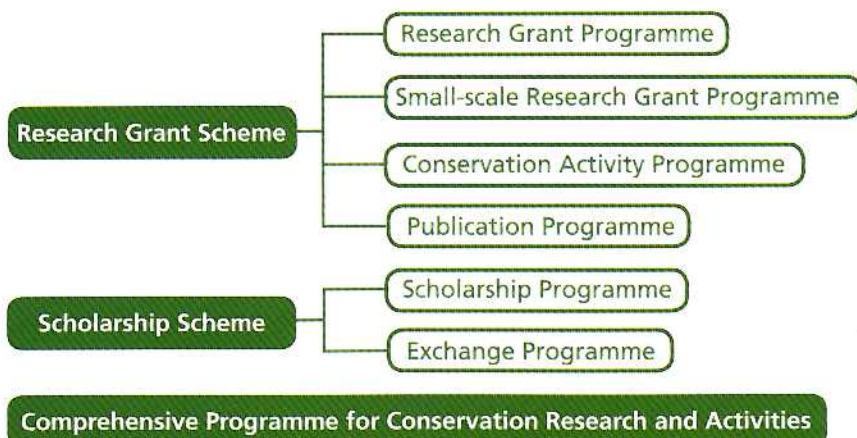 Research Grant Scheme
Research Grant Programme
Small-scale Research Grant Programme
Conservation Activity Programme
Publication Programme
Scholarship Scheme
Scholarship Programme
Exchange Programme
Comprehensive Programme for Conservation Research and Activities